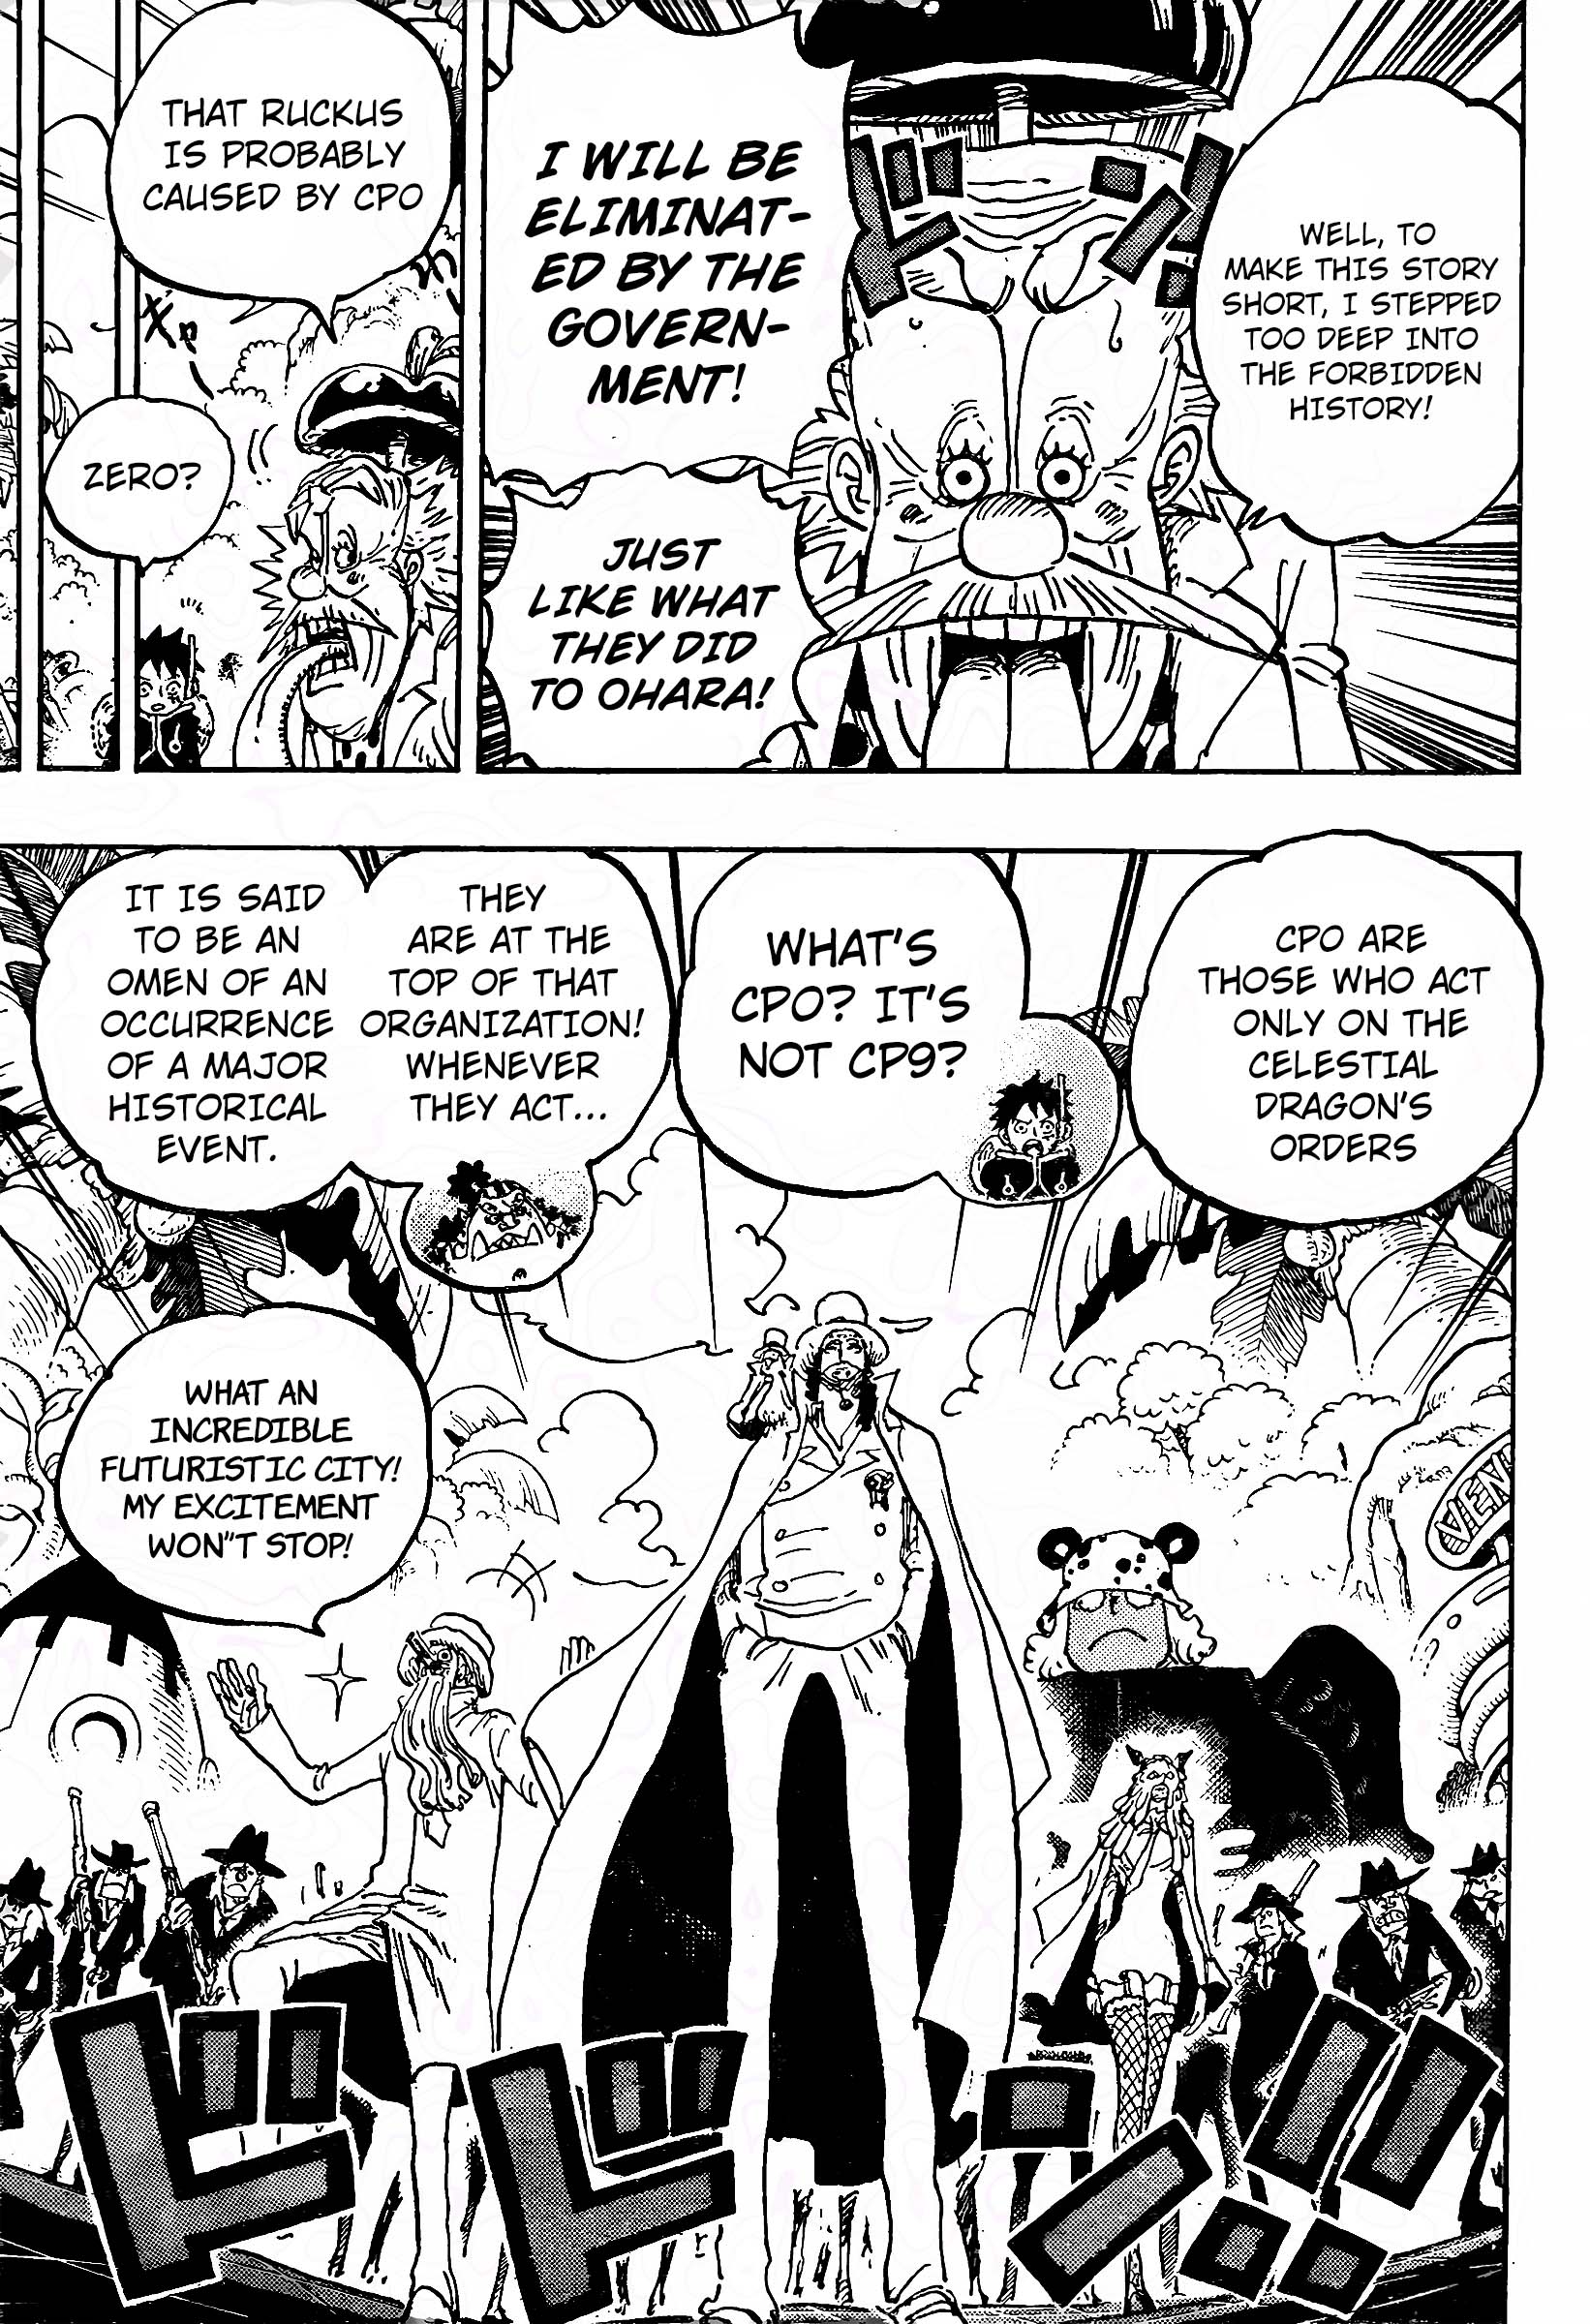 WELL, TO
MAKE THIS STORY
SHORT, I STEPPED
TOO DEEP INTO
THE FORBIDDEN
HISTORY!
I WILL BE
ELIMINAT-
ED BY THE
GOVERN-
MENT!
JUST
LIKE WHAT
THEY DID
TO OHARA!
THAT RUCKUS
IS PROBABLY
CAUSED BY CPO
ZERO?
CPO ARE
THOSE WHO ACT
ONLY ON THE
CELESTIAL
DRAGON'S
ORDERS
WHAT'S
CPO? IT'S
NOT CP9?
THEY
ARE AT THE
TOP OF THAT
ORGANIZATION!
WHENEVER
THEY ACT...
IT IS SAID
TO BE AN
OMEN OF AN
OCCURRENCE
OF A MAJOR
HISTORICAL
EVENT.
WHAT AN
INCREDIBLE
FUTURISTIC CITY!
MY EXCITEMENT
WON"T STOP!
VEN
ドドン!!